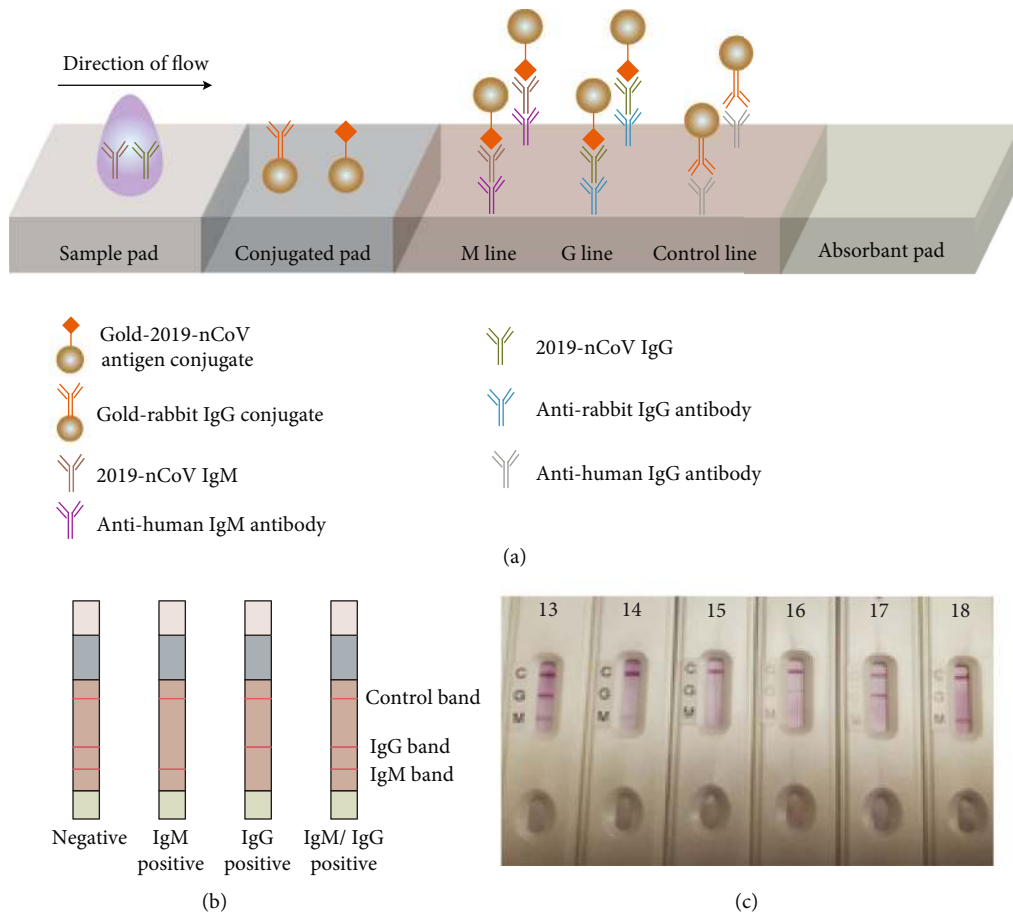 (a)
Direction of flow
Sample pad
Conjugated pad
M line
G line
Control line
Absorbant pad
Gold-2019-nCoV
antigen conjugate
Gold-rabbit IgG conjugate
2019-nCoV IgM
Anti-human IgM antibody
2019-nCoV IgG
Anti-rabbit IgG antibody
Anti-human IgG antibody
(a)
Control band
IgG band
IgM band
Negative
IgM
positive
IgG
positive
IgM/ IgG
positive
(b)
13 14 15 16 17 18
C C C C C
G G G G G
M M M M M M
(c)